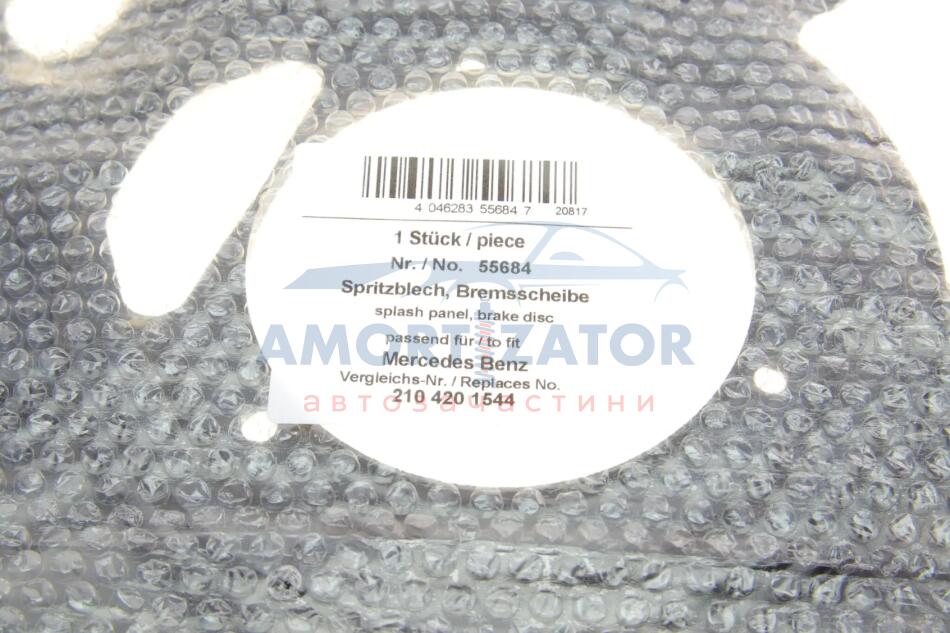 4 046283 55684 7 20817
1 Stück / piece
Nr. / No. 55684
Spritzblech, Bremsscheibe
splash panel, brake disc
AMORTIZATOR
passend für / to fit
Mercedes Benz
Vergleichs-Nr. / Replaces No.
210 420 1544
автозапчастини